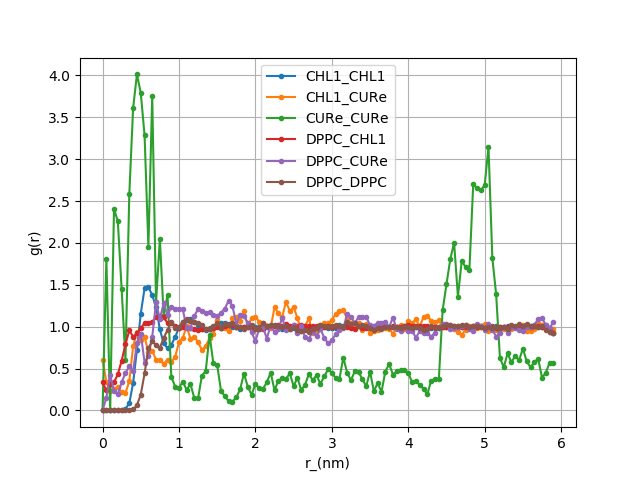 4.0
3.5
3.0
2.5
2.0
1.5
1.0
0.5
0.0
g(r)
CHL1_CHL1
CHL1_CURe
CURe_CURe
DPPC_CHL1
DPPC_CURe
DPPC_DPPC
0 1 2 3 4 5 6
r_(nm)